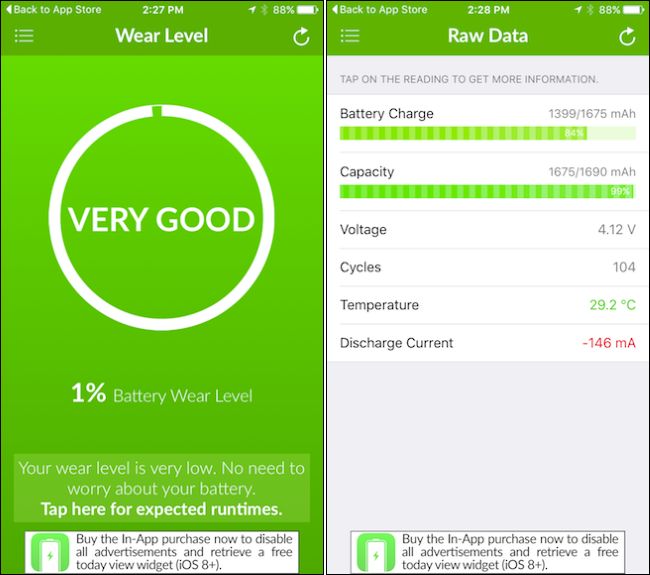 Back to App Store 2:27 PM 88%
Wear Level
VERY GOOD
1% Battery Wear Level
Your wear level is very low. No need to
worry about your battery.
Tap here for expected runtimes.
Buy the In-App purchase now to disable
all advertisements and retrieve a free
today view widget (iOS 8+).
Back to App Store 2:28 PM 88%
Raw Data
TAP ON THE READING TO GET MORE INFORMATION.
Battery Charge 1399/1675 mAh
84%
Capacity 1675/1690 mAh
99%
Voltage 4.12 V
Cycles 104
Temperature 29.2 °C
Discharge Current -146 mA
Buy the In-App purchase now to disable
all advertisements and retrieve a free
today view widget (iOS 8+).